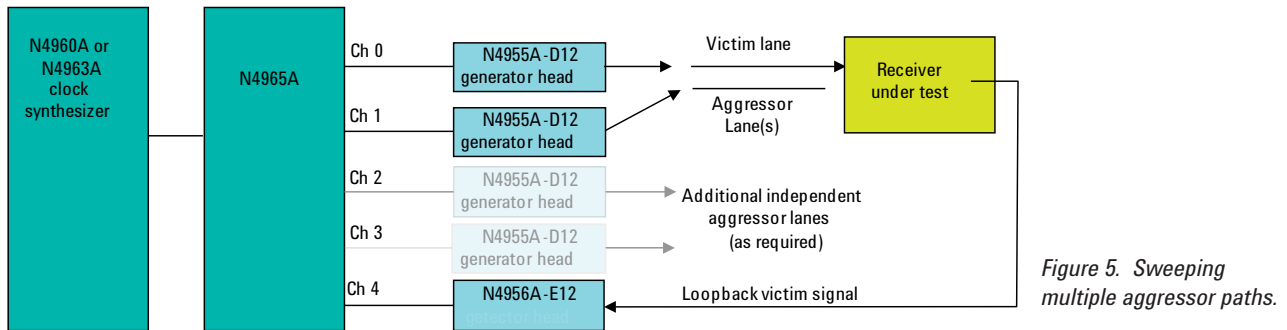 N4960A or
N4963A
clock
synthesizer
N4965A
Ch 0
N4955A-D12
generator head
Victim lane
Receiver
under test
Ch 1
N4955A-D12
generator head
Aggressor
Lane(s)
Ch 2
N4955A-D12
generator head
Additional independent
aggressor lanes
(as required)
Ch 3
N4955A-D12
generator head
Ch 4
N4956A-E12
getector head
Loopback victim signal
Figure 5. Sweeping
multiple aggressor paths.